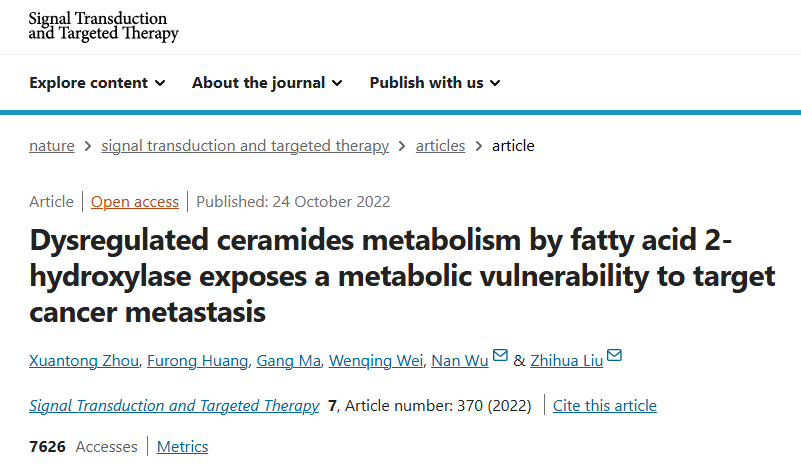 Signal Transduction
and Targeted Therapy
Explore content About the journal Publish with us
nature > signal transduction and targeted therapy > articles > article
Article | Open access | Published: 24 October 2022
Dysregulated ceramides metabolism by fatty acid 2-
hydroxylase exposes a metabolic vulnerability to target
cancer metastasis
Xuantong Zhou, Furong Huang, Gang Ma, Wenqing Wei, Nan Wu & Zhihua Liu
Signal Transduction and Targeted Therapy 7, Article number: 370 (2022) | Cite this article
7626 Accesses | Metrics